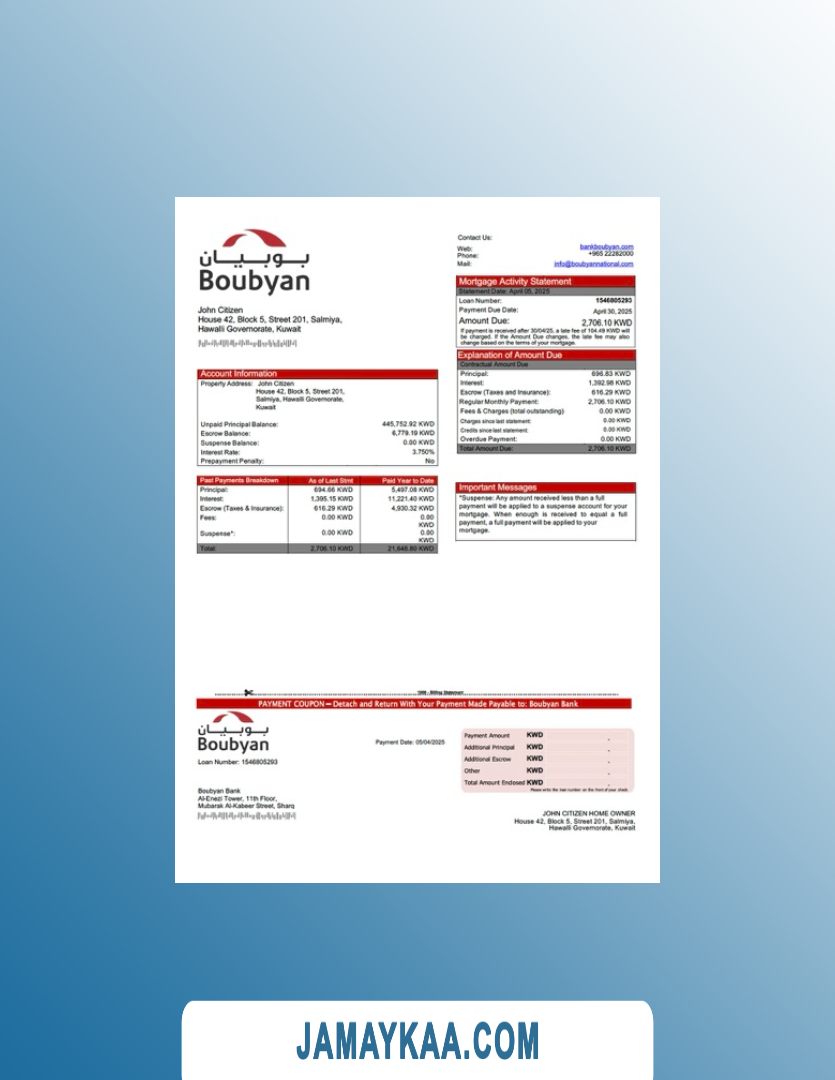 بوبيان
Boubyan
Contact Us:
Web: bankboubyan.com
Phone: +965 22282000
Mail: info@boubyannational.com
John Citizen
House 42, Block 5, Street 201, Salmiya,
Hawalli Governorate, Kuwait
Mortgage Activity Statement
Statement Date: April 05, 2025
Loan Number: 1546805293
Payment Due Date: April 30, 2025
Amount Due: 2,706.10 KWD
If payment is received after 30/04/25, a late fee of 104.49 KWD will
be charged. If the Amount Due changes, the late fee may also
change based on the terms of your mortgage.
Explanation of Amount Due
Contractual Amount Due
Principal: 696.83 KWD
Interest: 1,392.98 KWD
Escrow (Taxes and Insurance): 616.29 KWD
Regular Monthly Payment: 2,706.10 KWD
Fees & Charges (total outstanding) 0.00 KWD
Charges since last statement: 0.00 KWD
Credits since last statement: 0.00 KWD
Overdue Payment: 0.00 KWD
Total Amount Due: 2,706.10 KWD
Account Information
Property Address: John Citizen
House 42, Block 5, Street 201,
Salmiya, Hawalli Governorate,
Kuwait
Unpaid Principal Balance: 445,752.92 KWD
Escrow Balance: 6,779.19 KWD
Suspense Balance: 0.00 KWD
Interest Rate: 3.750%
Prepayment Penalty: No
Past Payments Breakdown As of Last Stmt Paid Year to Date
Principal: 694.66 KWD 5,497.08 KWD
Interest: 1,395.15 KWD 11,221.40 KWD
Escrow (Taxes & Insurance): 616.29 KWD 4,930.32 KWD
Fees: 0.00 KWD 0.00
KWD
Suspense*: 0.00 KWD 0.00
KWD
Total: 2,706.10 KWD 21,648.80 KWD
Important Messages
*Suspense: Any amount received less than a full
payment will be applied to a suspense account for your
mortgage. When enough is received to equal a full
payment, a full payment will be applied to your
mortgage.
- Billing Statement
PAYMENT COUPON — Detach and Return With Your Payment Made Payable to: Boubyan Bank
بوبيان
Boubyan
Loan Number: 1546805293
Payment Date: 05/04/2025
Payment Amount KWD
Additional Principal KWD
Additional Escrow KWD
Other KWD
Total Amount Enclosed KWD
Please write the loan number on the front of your check.
Boubyan Bank
Al-Enezi Tower, 11th Floor,
Mubarak Al-Kabeer Street, Sharq
JOHN CITIZEN HOME OWNER
House 42, Block 5, Street 201, Salmiya,
Hawalli Governorate, Kuwait
JAMAYKAA.COM